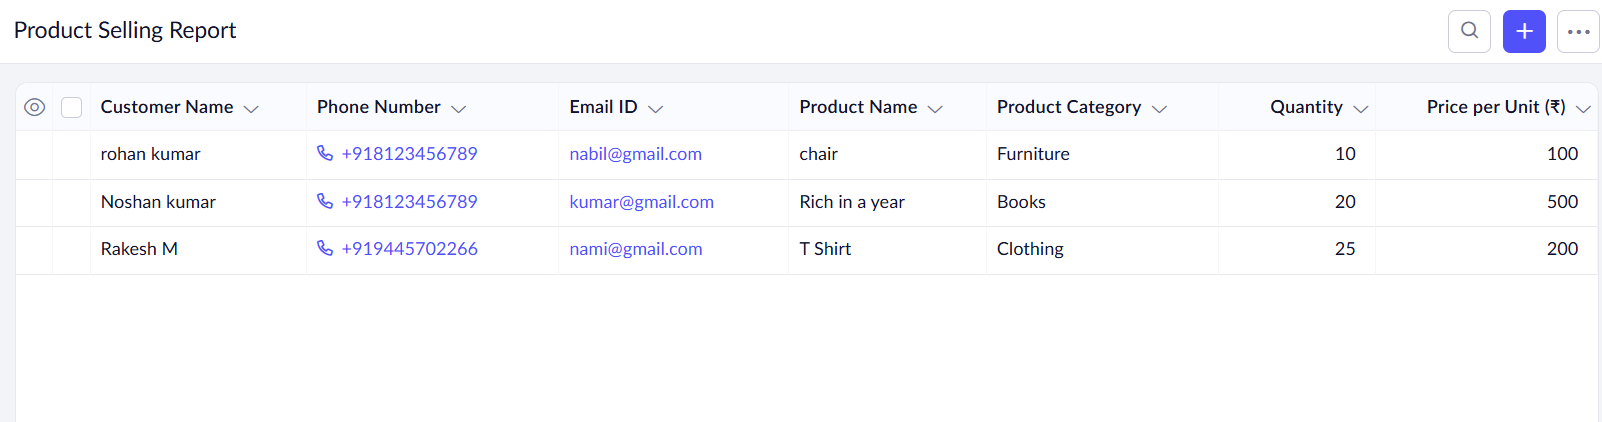 Product Selling Report
Customer Name Phone Number Email ID Product Name Product Category Quantity Price per Unit (₹)
rohan kumar +918123456789 nabil@gmail.com chair Furniture 10 100
Noshan kumar +918123456789 kumar@gmail.com Rich in a year Books 20 500
Rakesh M +919445702266 nami@gmail.com T Shirt Clothing 25 200